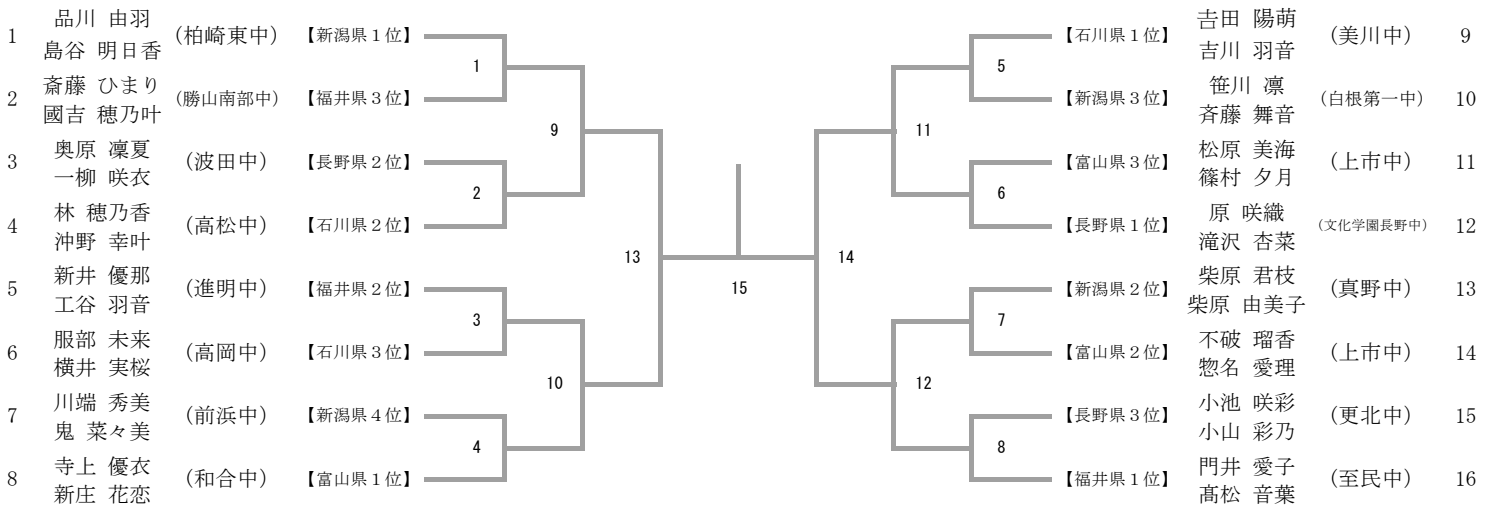 1 品川 由羽 島谷 明日香 (柏崎東中) 【新潟県1位】
2 斎藤 ひまり 國吉 穂乃叶 (勝山南部中) 【福井県3位】
3 奥原 凜夏 一柳 咲衣 (波田中) 【長野県2位】
4 林 穂乃香 沖野 幸叶 (高松中) 【石川県2位】
5 新井 優那 工谷 羽音 (進明中) 【福井県2位】
6 服部 未来 横井 実桜 (高岡中) 【石川県3位】
7 川端 秀美 鬼 菜々美 (前浜中) 【新潟県4位】
8 寺上 優衣 新庄 花恋 (和合中) 【富山県1位】
1
2
3
4
9
10
13
15
14
11
12
5
6
7
8
【石川県1位】 𠮷田 陽萌 吉川 羽音 (美川中) 9
【新潟県3位】 笹川 凛 斉藤 舞音 (白根第一中) 10
【富山県3位】 松原 美海 篠村 夕月 (上市中) 11
【長野県1位】 原 咲織 滝沢 杏菜 (文化学園長野中) 12
【新潟県2位】 柴原 君枝 柴原 由美子 (真野中) 13
【富山県2位】 不破 瑠香 惣名 愛理 (上市中) 14
【長野県3位】 小池 咲彩 小山 彩乃 (更北中) 15
【福井県1位】 門井 愛子 髙松 音葉 (至民中) 16